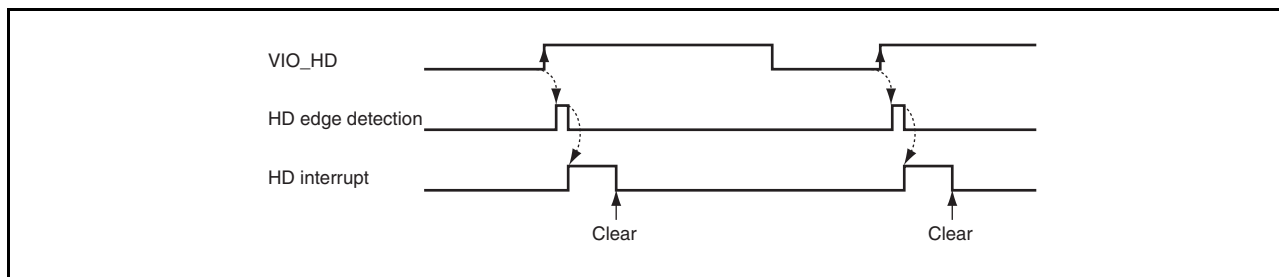 VIO_HD
HD edge detection
HD interrupt
Clear Clear